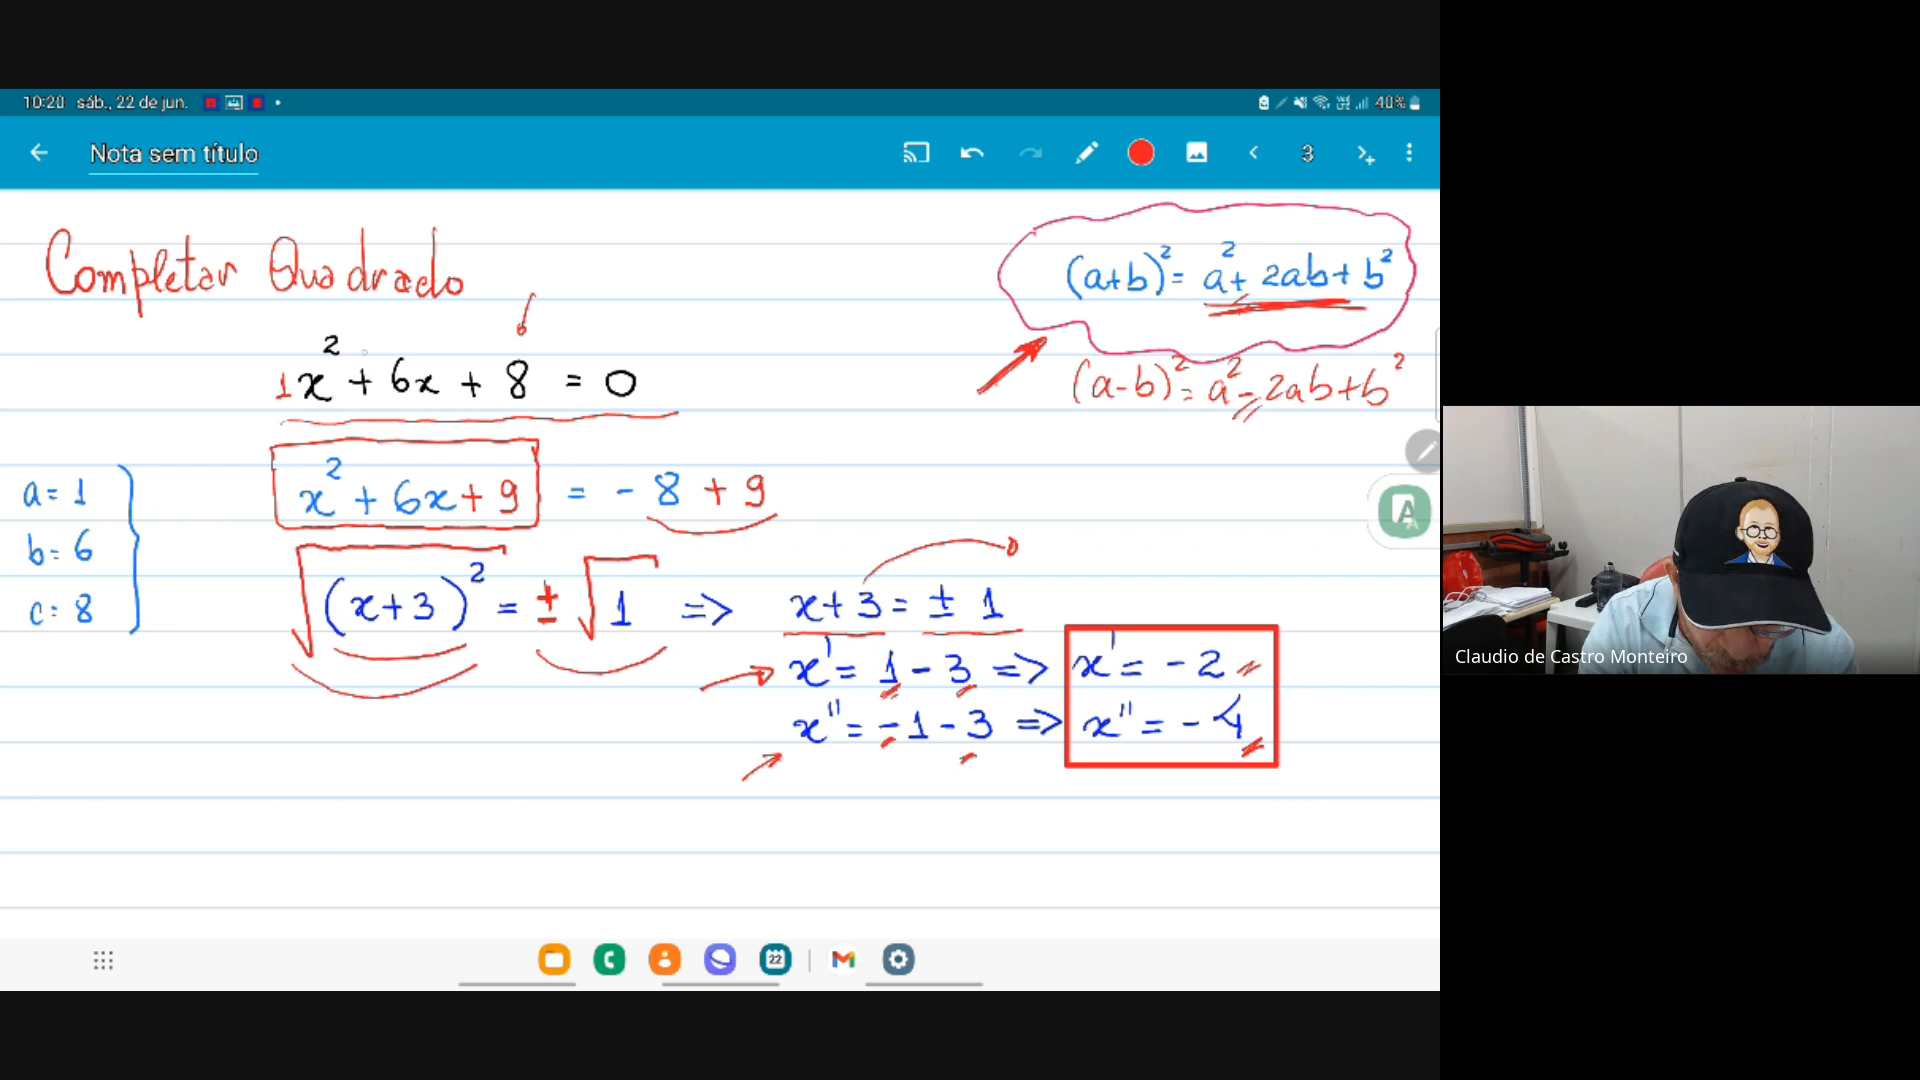 10:20 sáb., 22 de jun.
40%
Nota sem título
3
Completar Quadrado
(a+b)² = a² + 2ab + b²
1x² + 6x + 8 = 0
(a-b)² = a² - 2ab + b²
x² + 6x + 9 = - 8 + 9
a = 1
b = 6
c = 8
√(x+3)² = ± √1 => x+3 = ± 1
x' = 1 - 3 => x' = - 2
x'' = - 1 - 3 => x'' = - 4
A
Claudio de Castro Monteiro
22